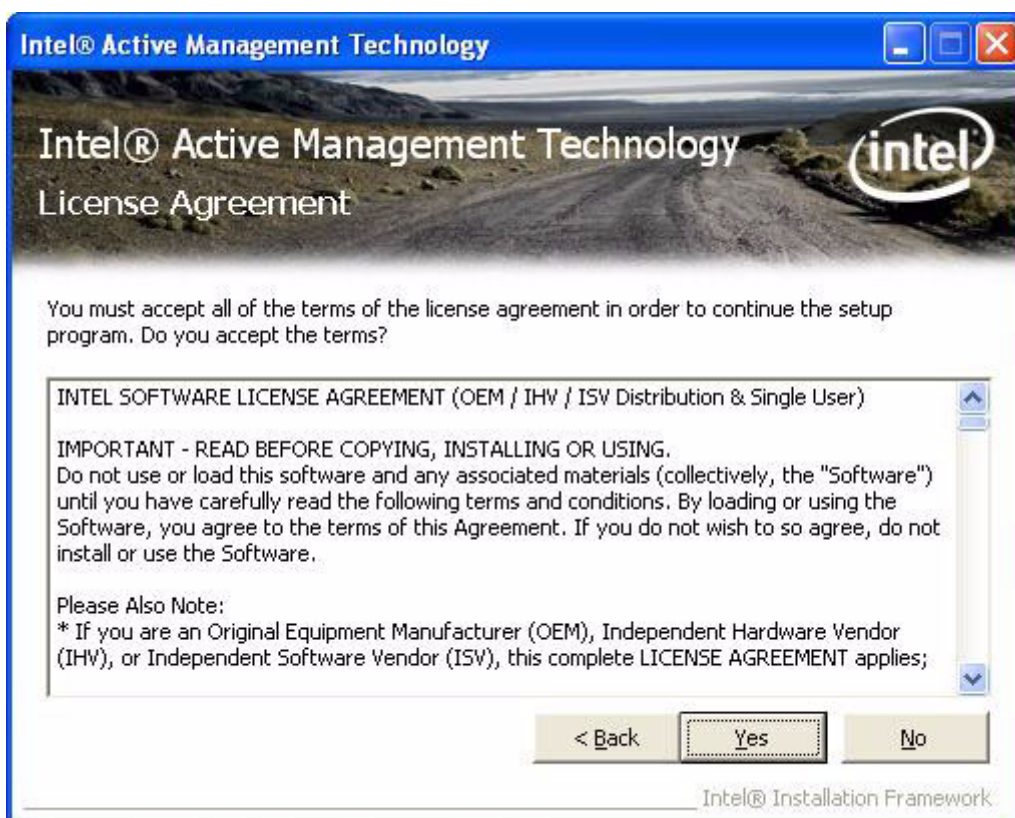 Intel® Active Management Technology
Intel® Active Management Technology
intel
License Agreement
You must accept all of the terms of the license agreement in order to continue the setup
program. Do you accept the terms?
INTEL SOFTWARE LICENSE AGREEMENT (OEM / IHV / ISV Distribution & Single User)
IMPORTANT - READ BEFORE COPYING, INSTALLING OR USING.
Do not use or load this software and any associated materials (collectively, the "Software")
until you have carefully read the following terms and conditions. By loading or using the
Software, you agree to the terms of this Agreement. If you do not wish to so agree, do not
install or use the Software.
Please Also Note:
* If you are an Original Equipment Manufacturer (OEM), Independent Hardware Vendor
(IHV), or Independent Software Vendor (ISV), this complete LICENSE AGREEMENT applies;
< Back
Yes
No
Intel® Installation Framework